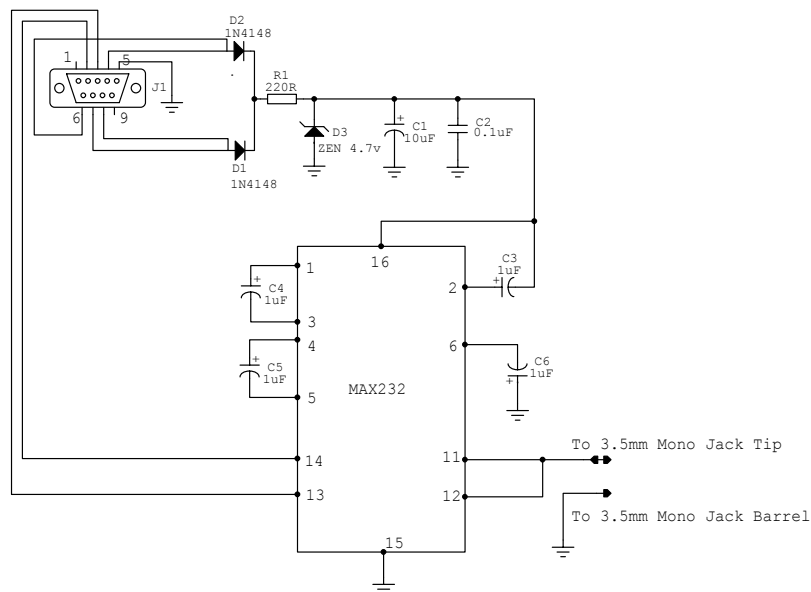 D2
1N4148
1
5
J1
6
9
D1
1N4148
R1
220R
D3
ZEN 4.7v
C1
10uF
C2
0.1uF
16
1
2
C3
1uF
C4
1uF
3
4
6
C5
1uF
5
C6
1uF
MAX232
To 3.5mm Mono Jack Tip
14
11
13
12
To 3.5mm Mono Jack Barrel
15